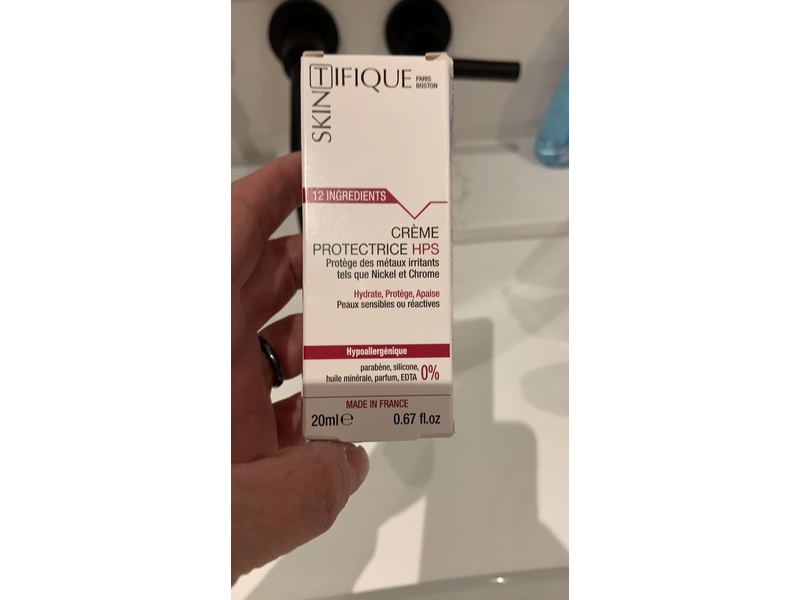 SKINTIFIQUE PARIS BOSTON
12 INGREDIENTS
CRÈME
PROTECTRICE HPS
Protège des métaux irritants
tels que Nickel et Chrome
Hydrate, Protège, Apaise
Peaux sensibles ou réactives
Hypoallergénique
parabène, silicone,
huile minérale, parfum, EDTA 0%
MADE IN FRANCE
20ml℮ 0.67 fl.oz